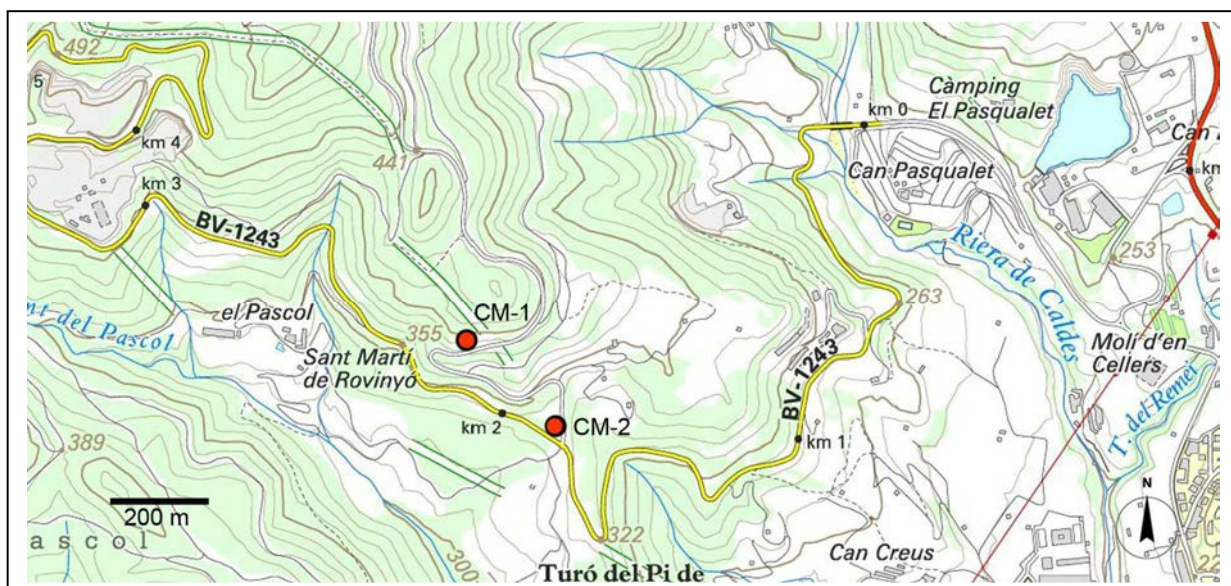 492
5
km 4
km 3
BV-1243
441
km 0
Càmping
El Pasqualet
Can Pasqualet
km
Riera de Caldes
253
263
Molí d'en
Cellers
T. del Remei
el Pascol
del Pascol
355
CM-1
Sant Martí
de Rovinyó
km 2
CM-2
BV-1243
km 1
389
200 m
ascol
300
322
Can Creus
Turó del Pi de
N